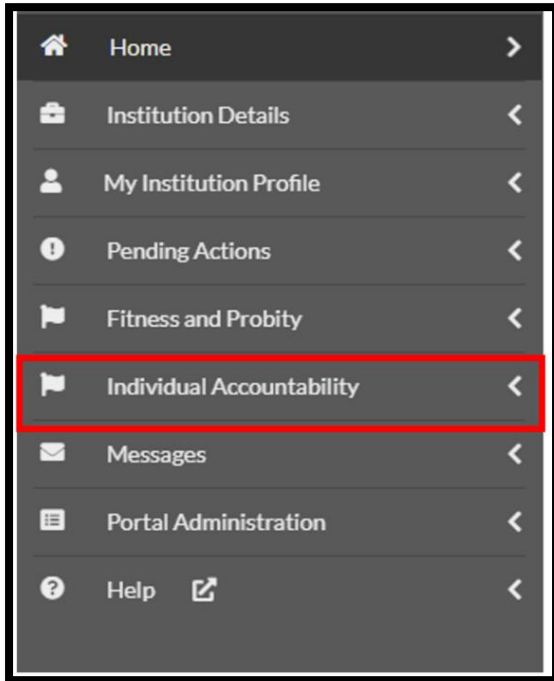 Home
Institution Details
My Institution Profile
Pending Actions
Fitness and Probity
Individual Accountability
Messages
Portal Administration
Help